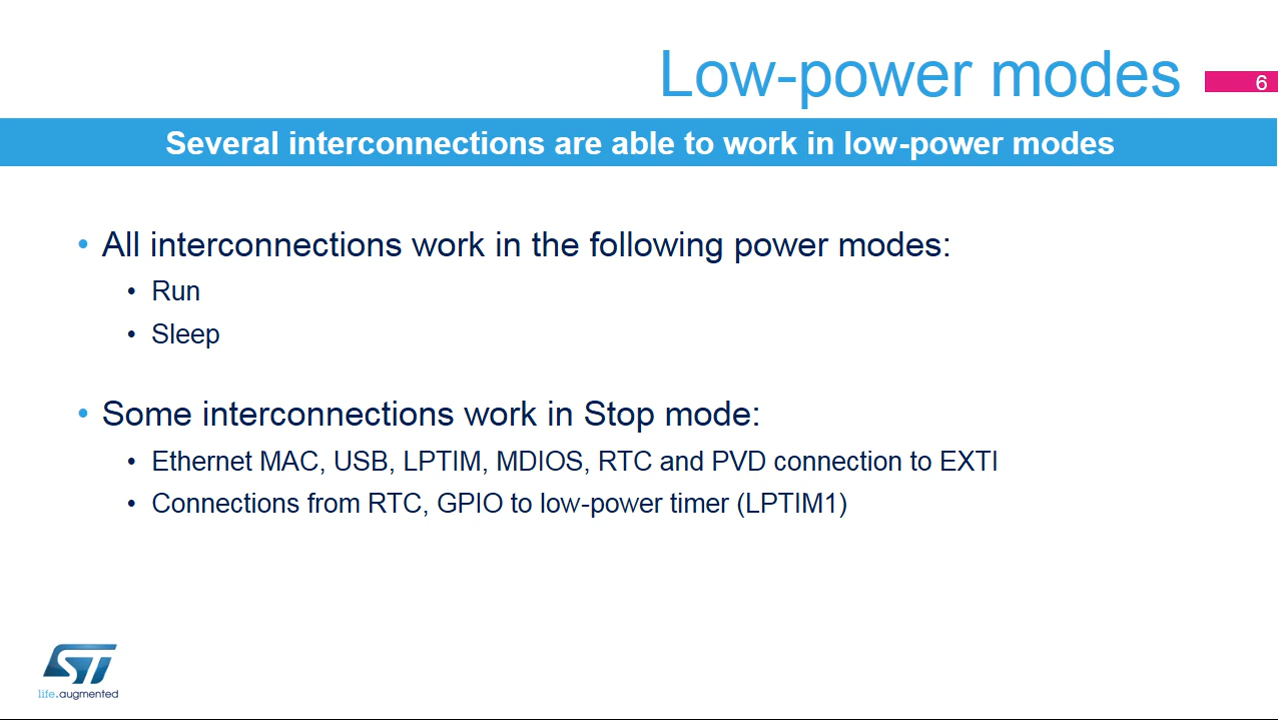 Low-power modes
6
Several interconnections are able to work in low-power modes
• All interconnections work in the following power modes:
• Run
• Sleep
• Some interconnections work in Stop mode:
• Ethernet MAC, USB, LPTIM, MDIOS, RTC and PVD connection to EXTI
• Connections from RTC, GPIO to low-power timer (LPTIM1)
ST
life.augmented